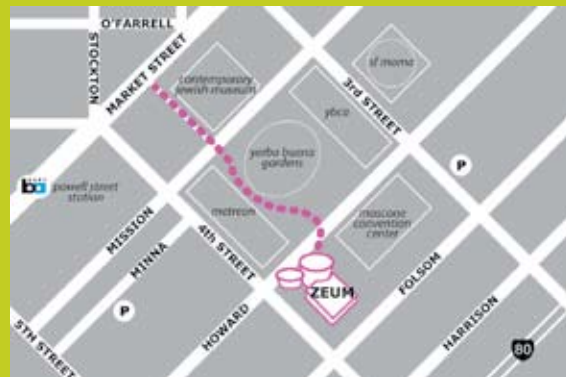 O'FARRELL
STOCKTON
MARKET STREET
contemporary
jewish museum
sf moma
3rd STREET
ybca
yerba buena
gardens
P
ba
powell street
station
metreon
moscone
convention
center
MISSION
MINNA
4th STREET
ZEUM
FOLSOM
P
HOWARD
HARRISON
5TH STREET
80